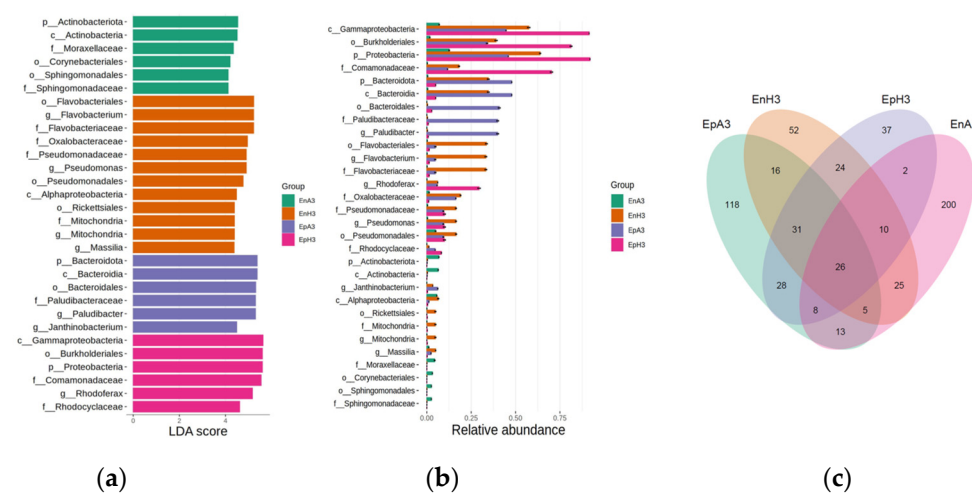 p__Actinobacteriota
c__Actinobacteria
f__Moraxellaceae
o__Corynebacteriales
o__Sphingomonadales
f__Sphingomonadaceae
o__Flavobacteriales
g__Flavobacterium
f__Flavobacteriaceae
f__Oxalobacteraceae
f__Pseudomonadaceae
g__Pseudomonas
o__Pseudomonadales
c__Alphaproteobacteria
o__Rickettsiales
f__Mitochondria
g__Mitochondria
g__Massilia
p__Bacteroidota
c__Bacteroidia
o__Bacteroidales
f__Paludibacteraceae
g__Paludibacter
g__Janthinobacterium
c__Gammaproteobacteria
o__Burkholderiales
p__Proteobacteria
f__Comamonadaceae
g__Rhodoferax
f__Rhodocyclaceae
0 2 4
LDA score
Group
EnA3
EnH3
EpA3
EpH3
(a)
c__Gammaproteobacteria
o__Burkholderiales
p__Proteobacteria
f__Comamonadaceae
p__Bacteroidota
c__Bacteroidia
o__Bacteroidales
f__Paludibacteraceae
g__Paludibacter
o__Flavobacteriales
g__Flavobacterium
f__Flavobacteriaceae
g__Rhodoferax
f__Oxalobacteraceae
f__Pseudomonadaceae
g__Pseudomonas
o__Pseudomonadales
f__Rhodocyclaceae
p__Actinobacteriota
c__Actinobacteria
g__Janthinobacterium
c__Alphaproteobacteria
o__Rickettsiales
f__Mitochondria
g__Mitochondria
g__Massilia
f__Moraxellaceae
o__Corynebacteriales
o__Sphingomonadales
f__Sphingomonadaceae
0.00 0.25 0.50 0.75
Relative abundance
Group
EnA3
EnH3
EpA3
EpH3
(b)
EnH3 EpH3
EpA3 EnA
52 37
16 24 2
118 200
31 10
26
28 25
8 5
13
(c)